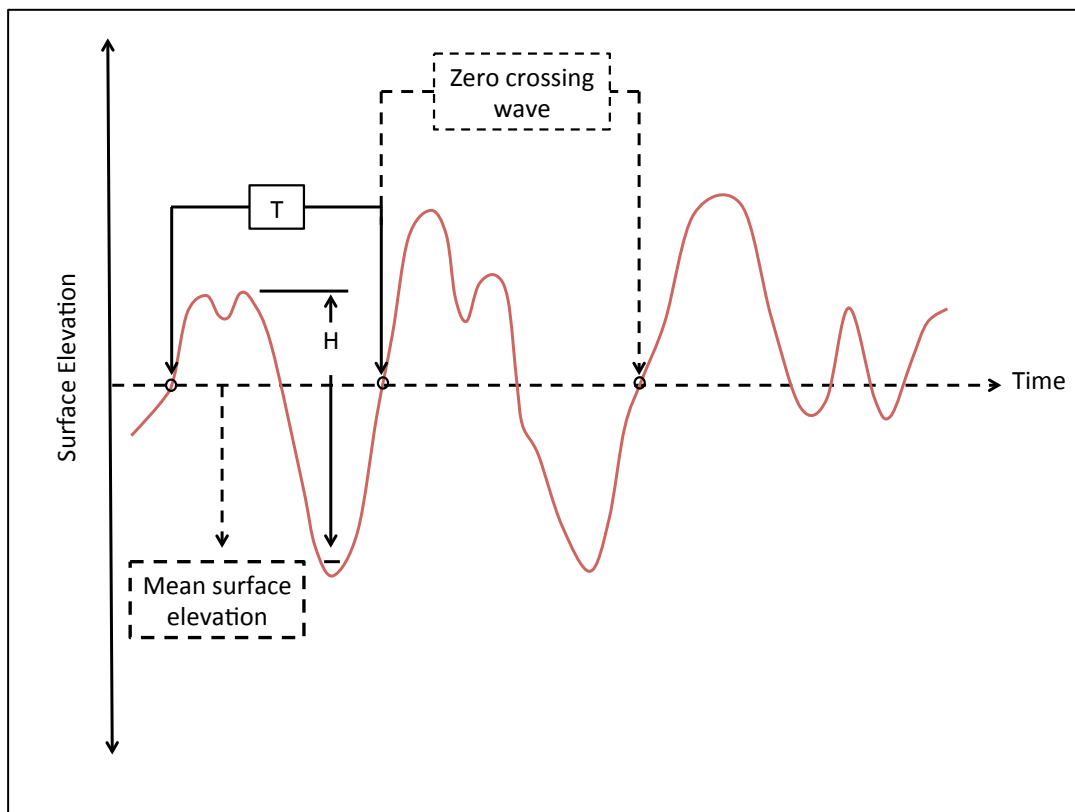 Zero crossing
wave
T
H
Time
Surface Elevation
Mean surface
elevation